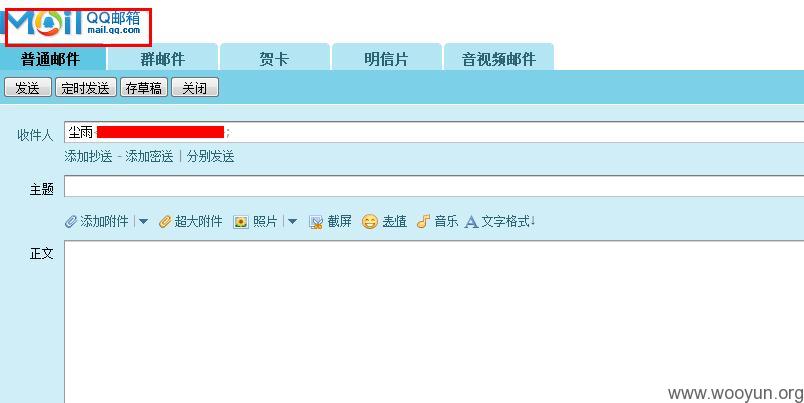 Mail QQ邮箱
mail.qq.com
普通邮件 群邮件 贺卡 明信片 音视频邮件
发送 定时发送 存草稿 关闭
收件人 尘雨 ;
添加抄送 - 添加密送 | 分别发送
主题
添加附件 | 超大附件 照片 | 截屏 表情 音乐 A 文字格式↓
正文
www.wooyun.org